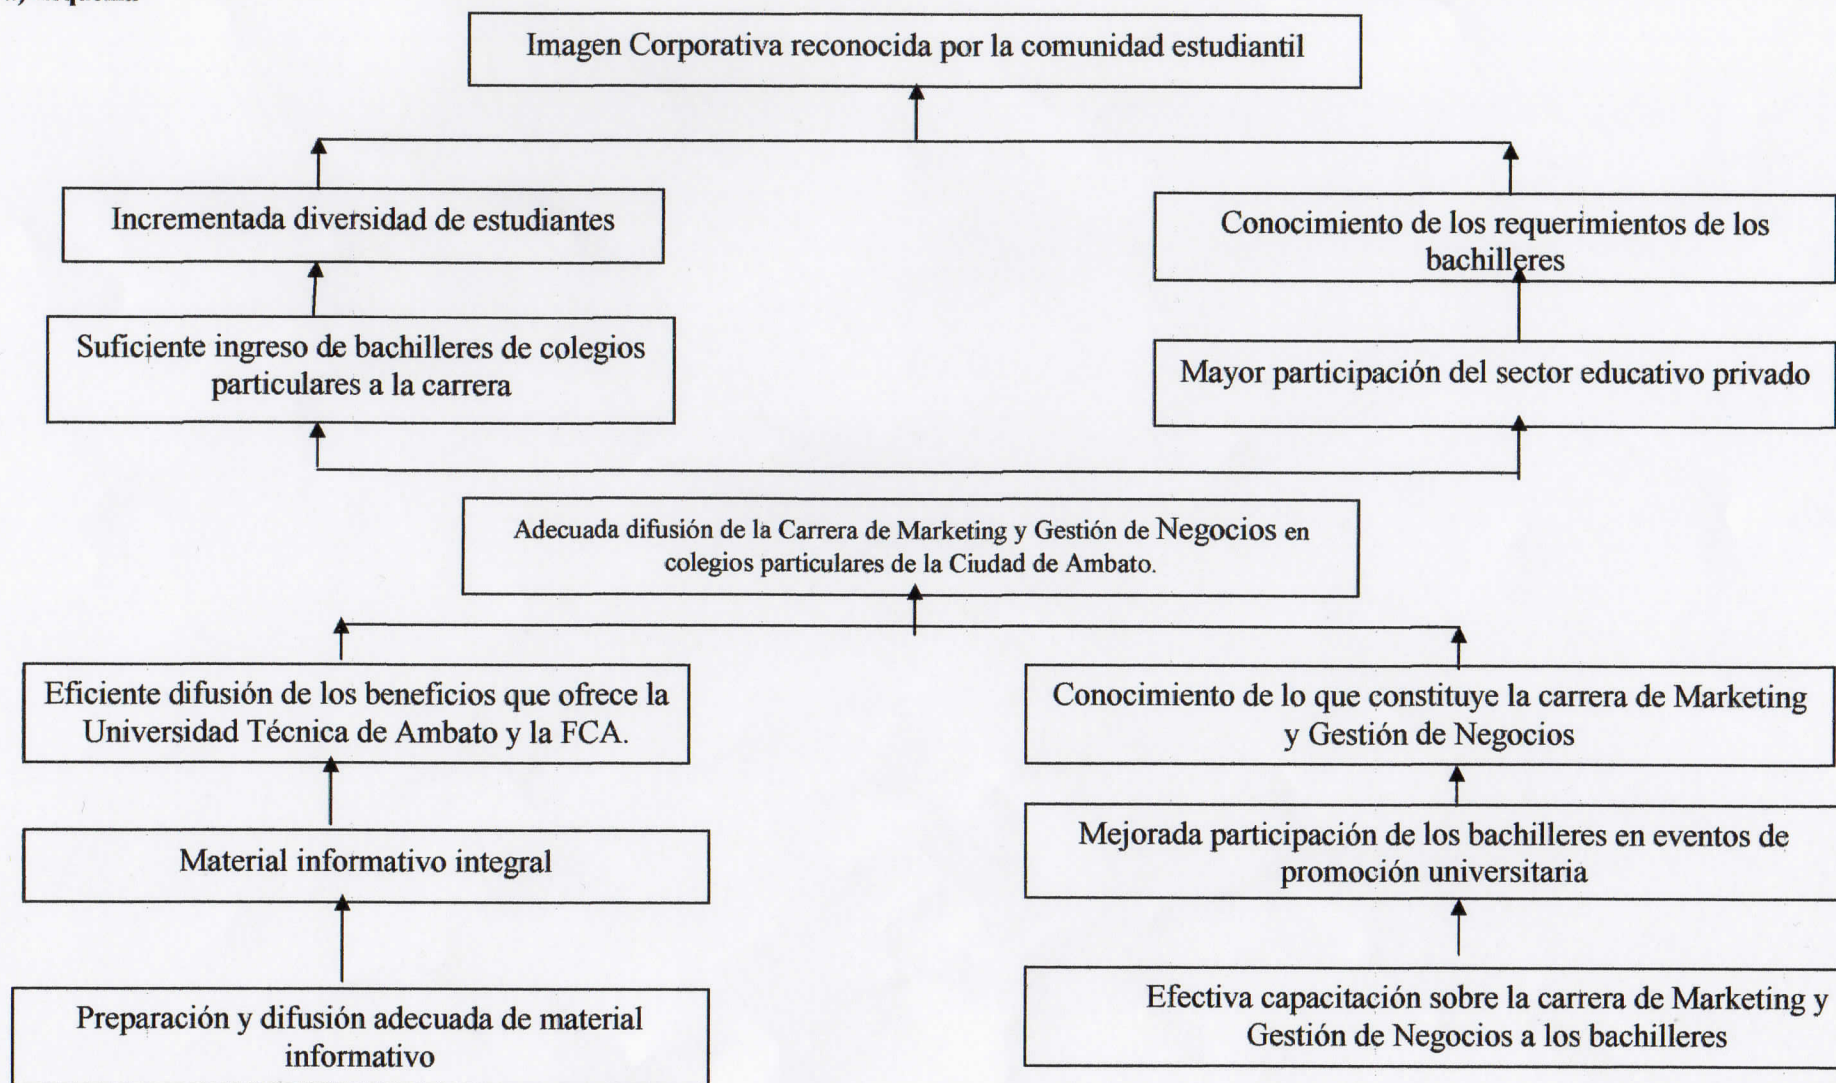 Imagen Corporativa reconocida por la comunidad estudiantil
Incrementada diversidad de estudiantes
Conocimiento de los requerimientos de los
bachilleres
Suficiente ingreso de bachilleres de colegios
particulares a la carrera
Mayor participación del sector educativo privado
Adecuada difusión de la Carrera de Marketing y Gestión de Negocios en
colegios particulares de la Ciudad de Ambato.
Eficiente difusión de los beneficios que ofrece la
Universidad Técnica de Ambato y la FCA.
Conocimiento de lo que constituye la carrera de Marketing
y Gestión de Negocios
Material informativo integral
Mejorada participación de los bachilleres en eventos de
promoción universitaria
Preparación y difusión adecuada de material
informativo
Efectiva capacitación sobre la carrera de Marketing y
Gestión de Negocios a los bachilleres